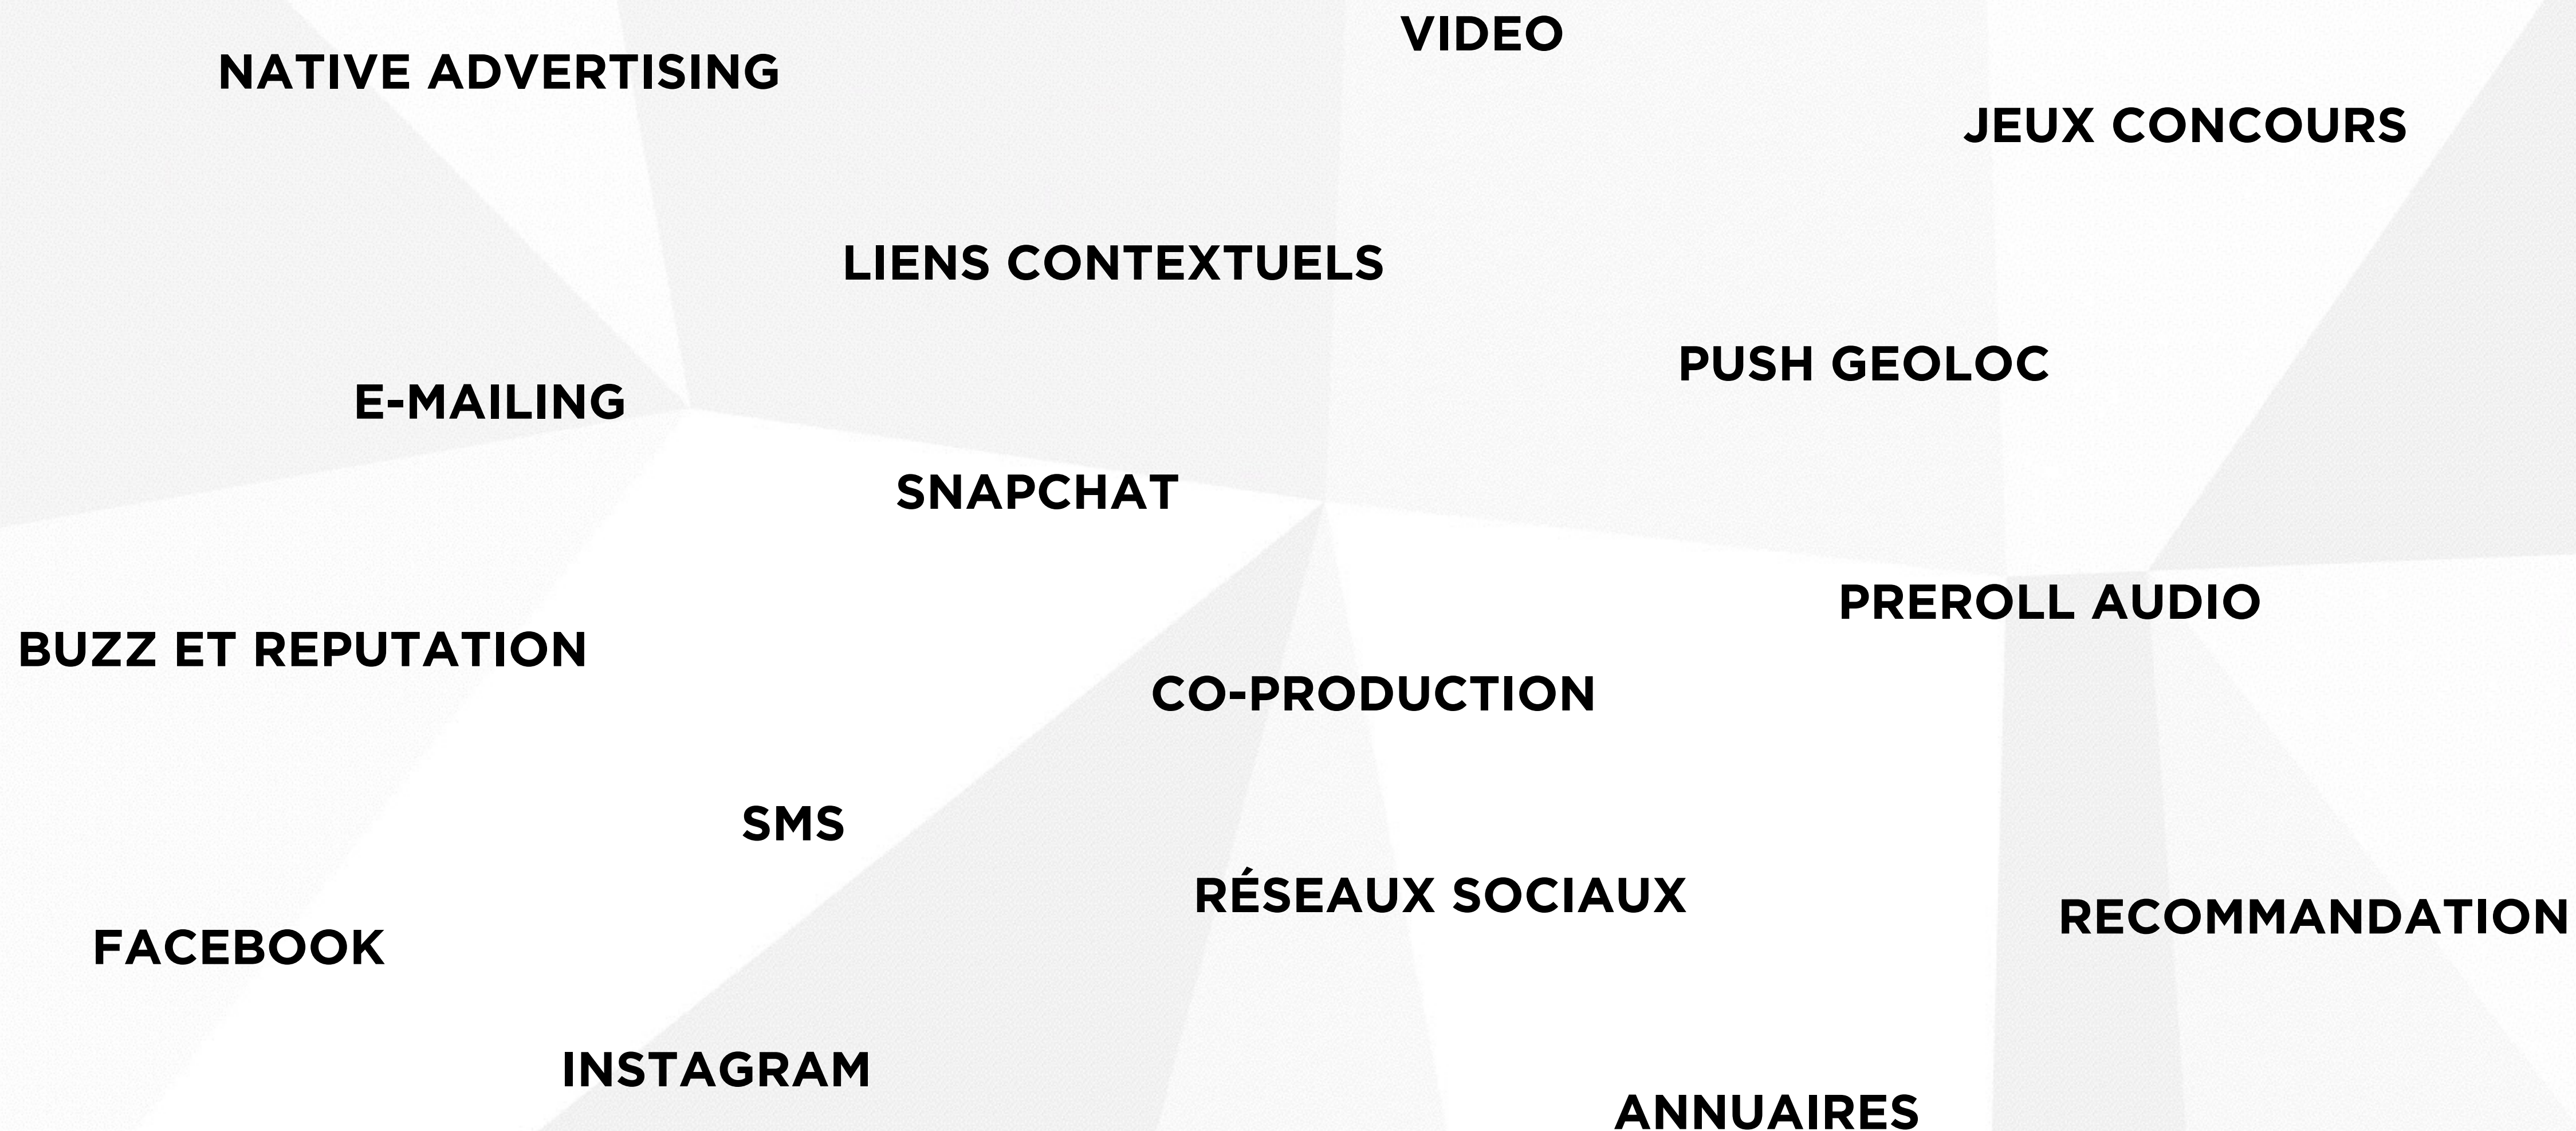 VIDEO
NATIVE ADVERTISING
JEUX CONCOURS
LIENS CONTEXTUELS
PUSH GEOLOC
E-MAILING
SNAPCHAT
PREROLL AUDIO
BUZZ ET REPUTATION
CO-PRODUCTION
SMS
RÉSEAUX SOCIAUX
RECOMMANDATION
FACEBOOK
INSTAGRAM
ANNUAIRES